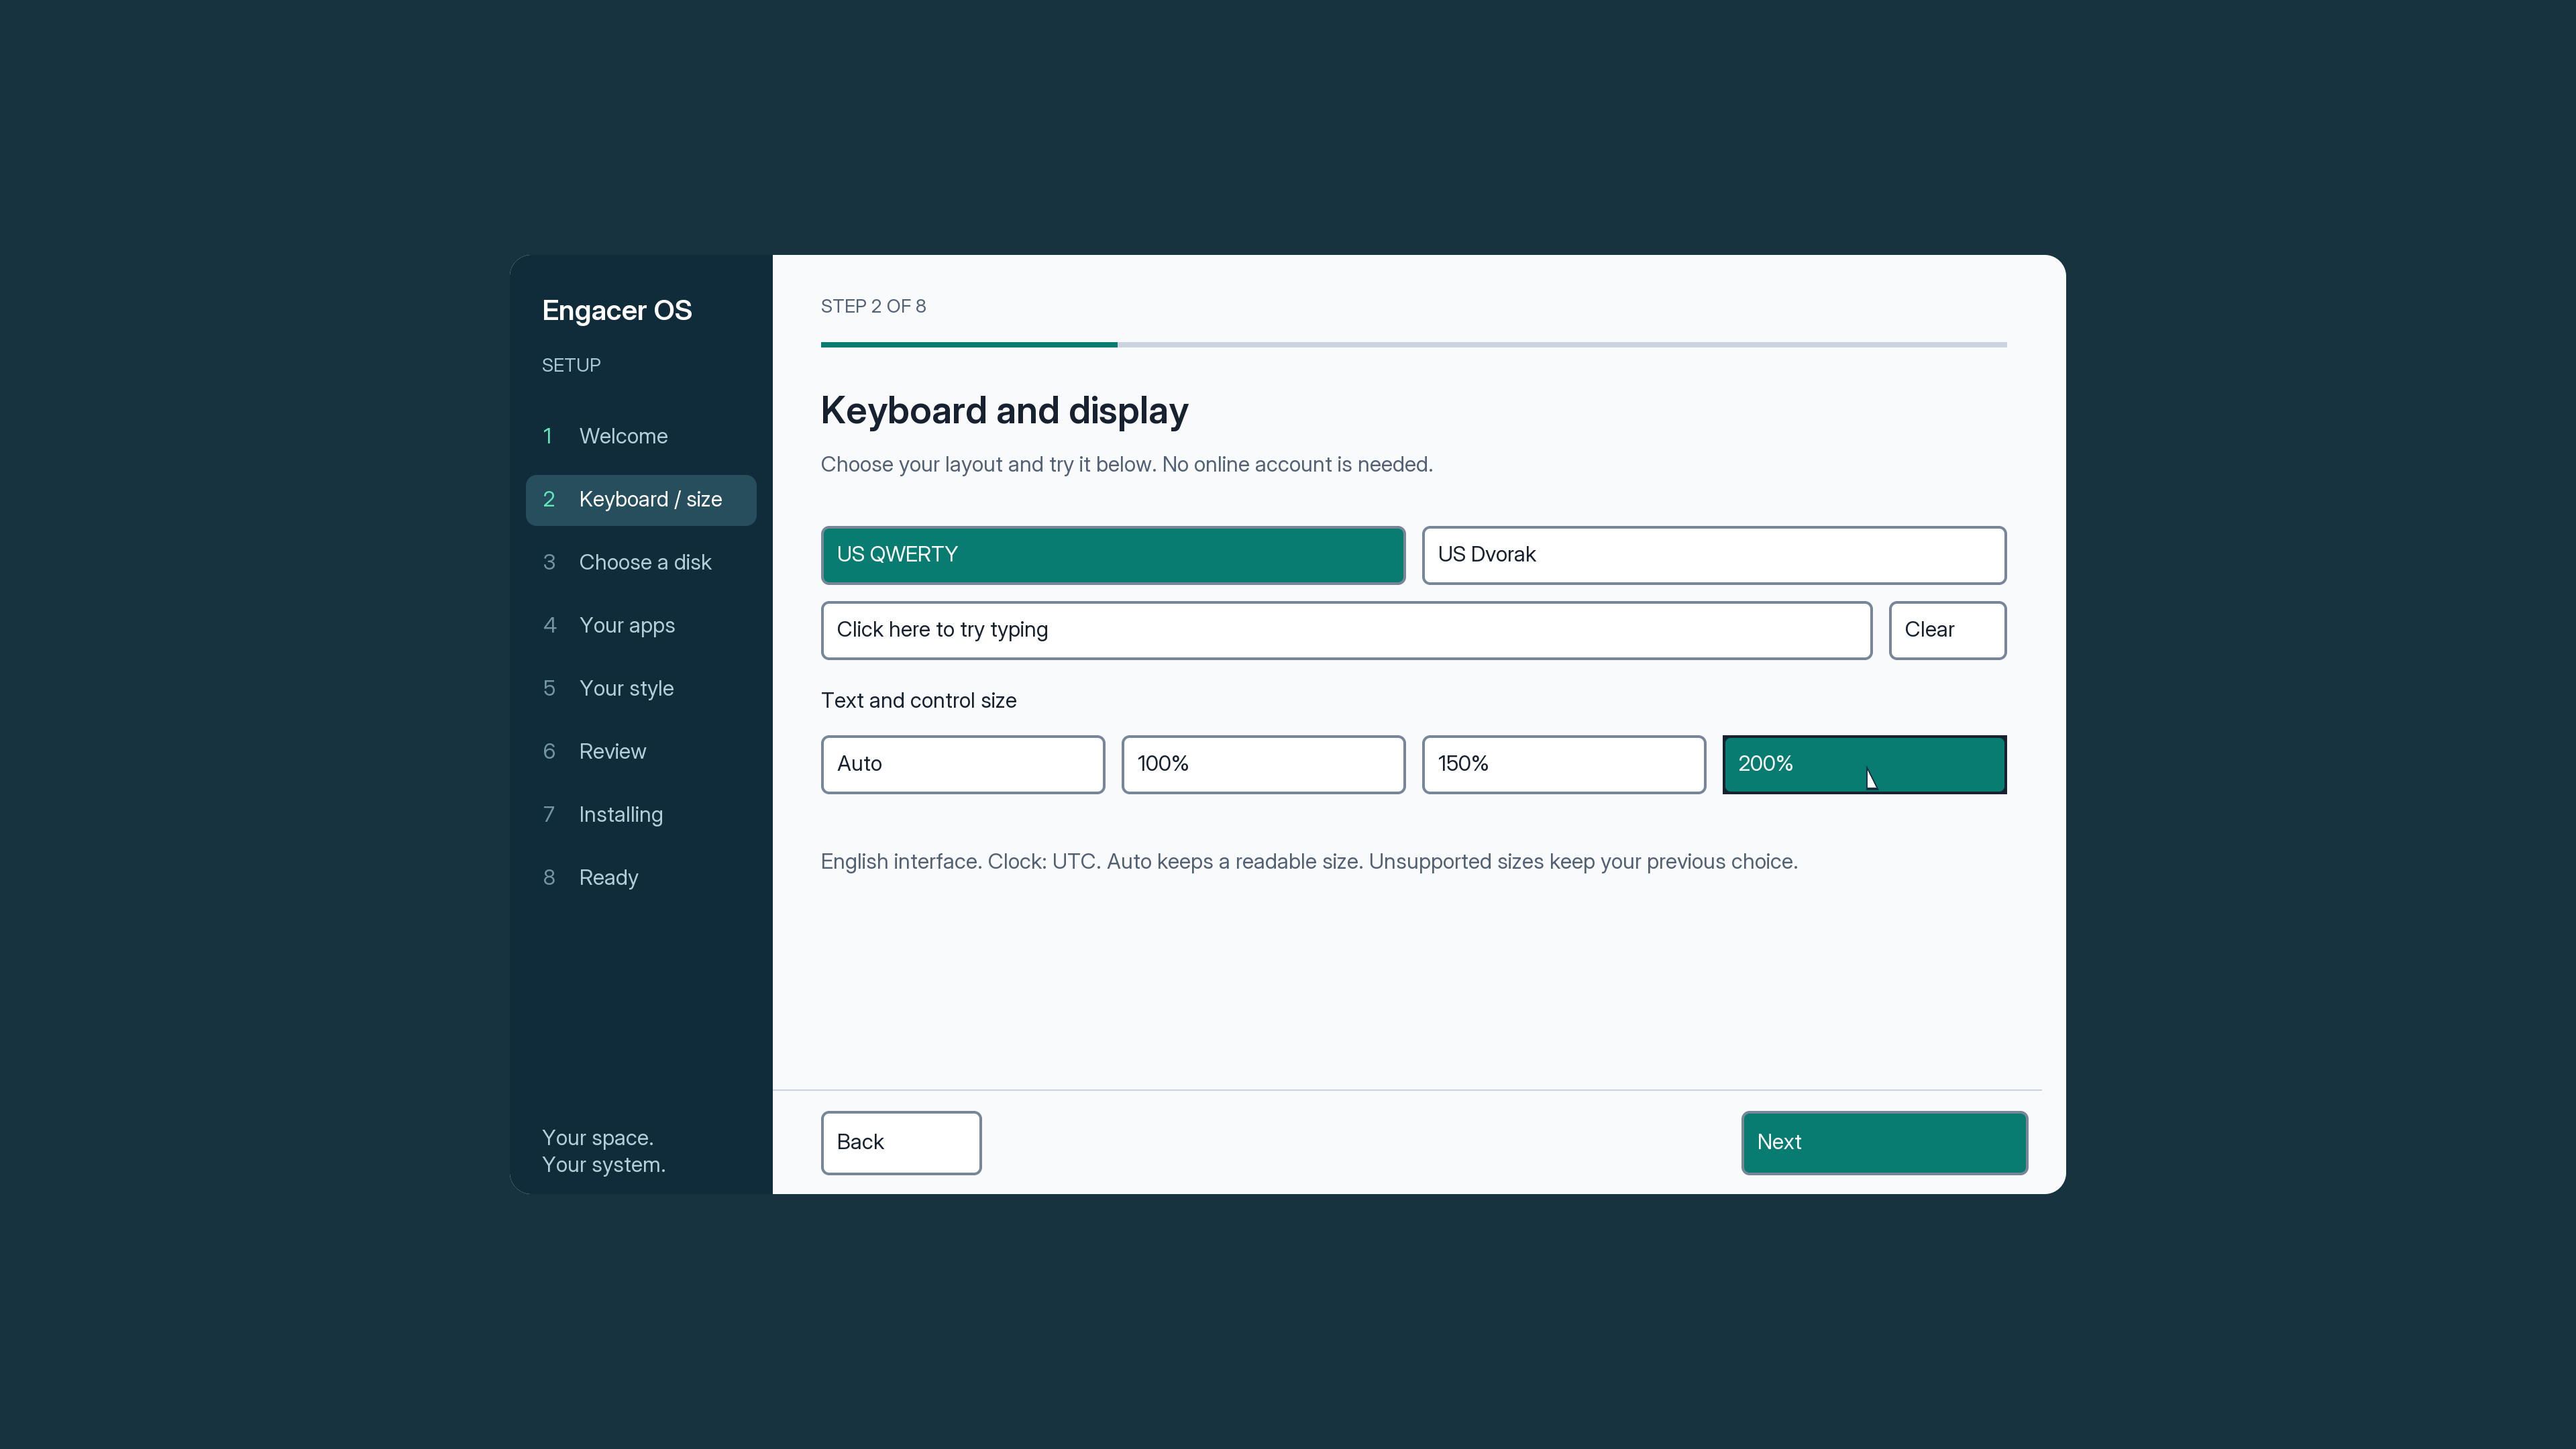 Engacer OS
SETUP
1 Welcome
2 Keyboard / size
3 Choose a disk
4 Your apps
5 Your style
6 Review
7 Installing
8 Ready
Your space.
Your system.
STEP 2 OF 8
Keyboard and display
Choose your layout and try it below. No online account is needed.
US QWERTY US Dvorak
Click here to try typing Clear
Text and control size
Auto 100% 150% 200%
English interface. Clock: UTC. Auto keeps a readable size. Unsupported sizes keep your previous choice.
Back Next